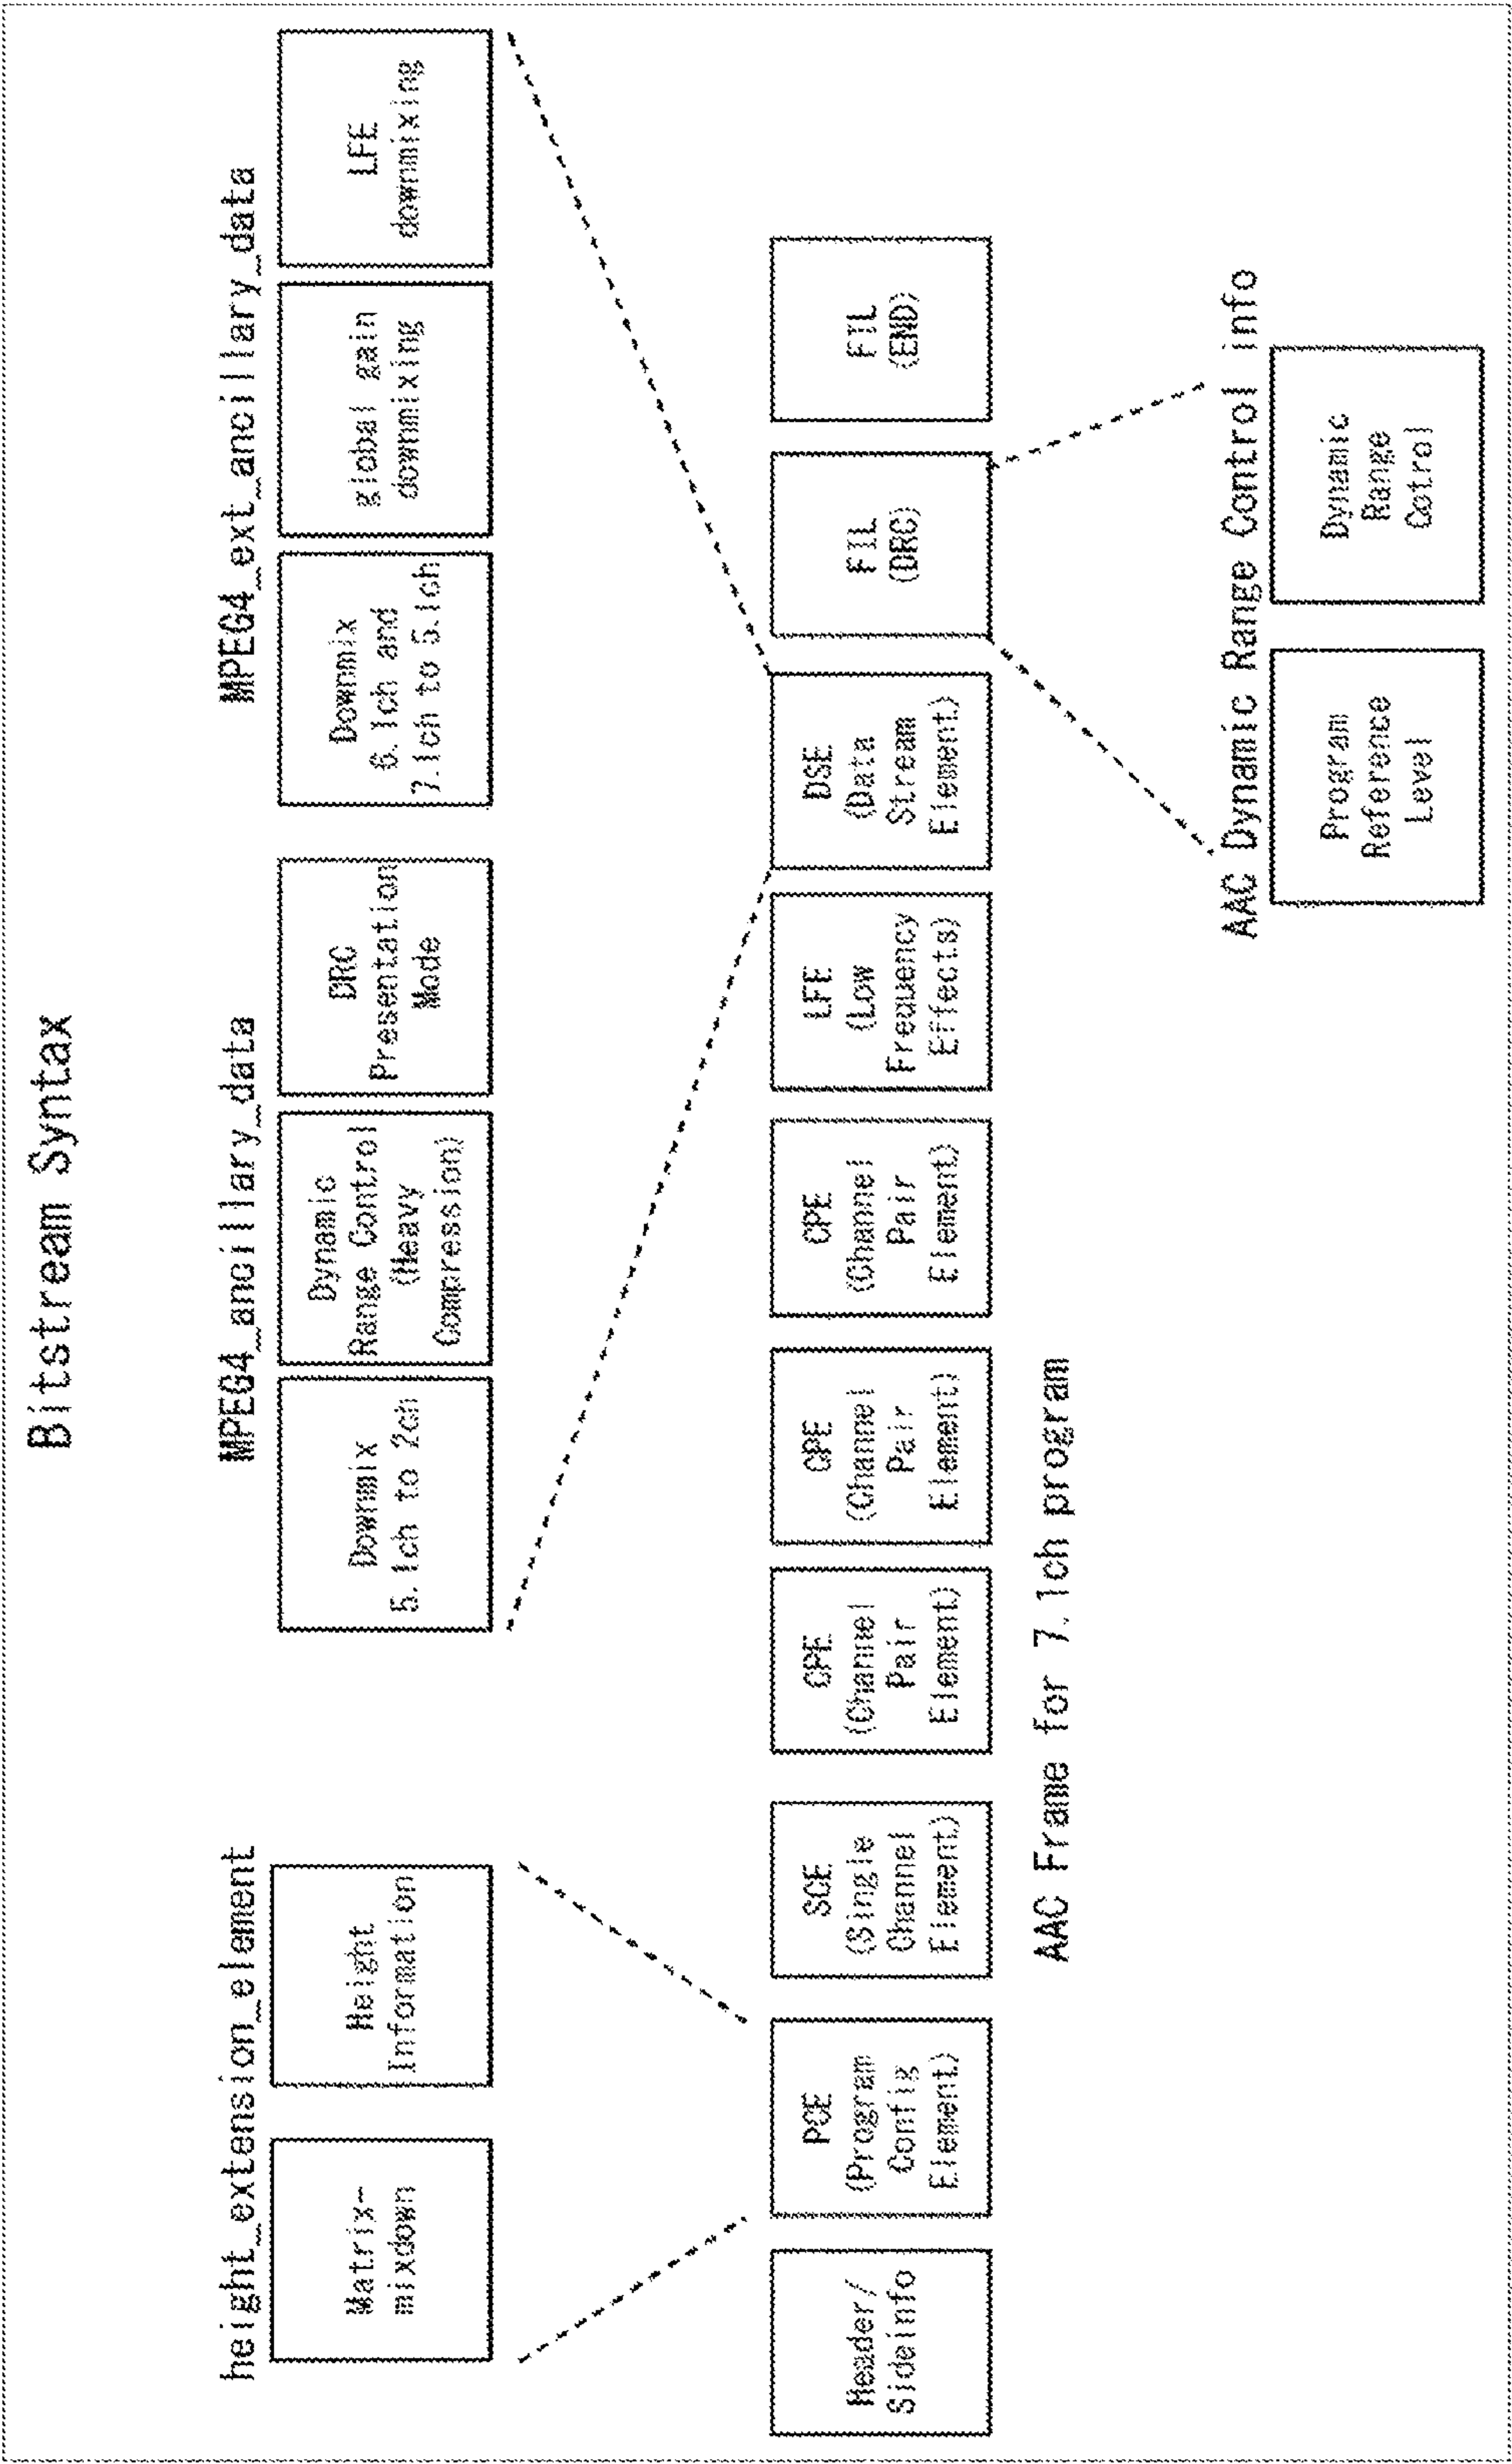 Bitstream Syntax
height_extension_element
Matrix-
mixdown
Height
Information
MPEG4_ancillary_data
Downmix
5.1ch to 2ch
Dynamic
Range Control
(Heavy
Compression)
DRC
Presentation
Mode
MPEG4_ext_ancillary_data
Downmix
6.1ch and
7.1ch to 5.1ch
global gain
downmixing
LFE
downmixing
Header/
Sideinfo
PCE
(Program
Config
Element)
SCE
(Single
Channel
Element)
CPE
(Channel
Pair
Element)
CPE
(Channel
Pair
Element)
CPE
(Channel
Pair
Element)
LFE
(Low
Frequency
Effects)
DSE
(Data
Stream
Element)
FIL
(DRC)
FIL
(END)
AAC Frame for 7.1ch program
AAC Dynamic Range Control info
Program
Reference
Level
Dynamic
Range
Cotrol